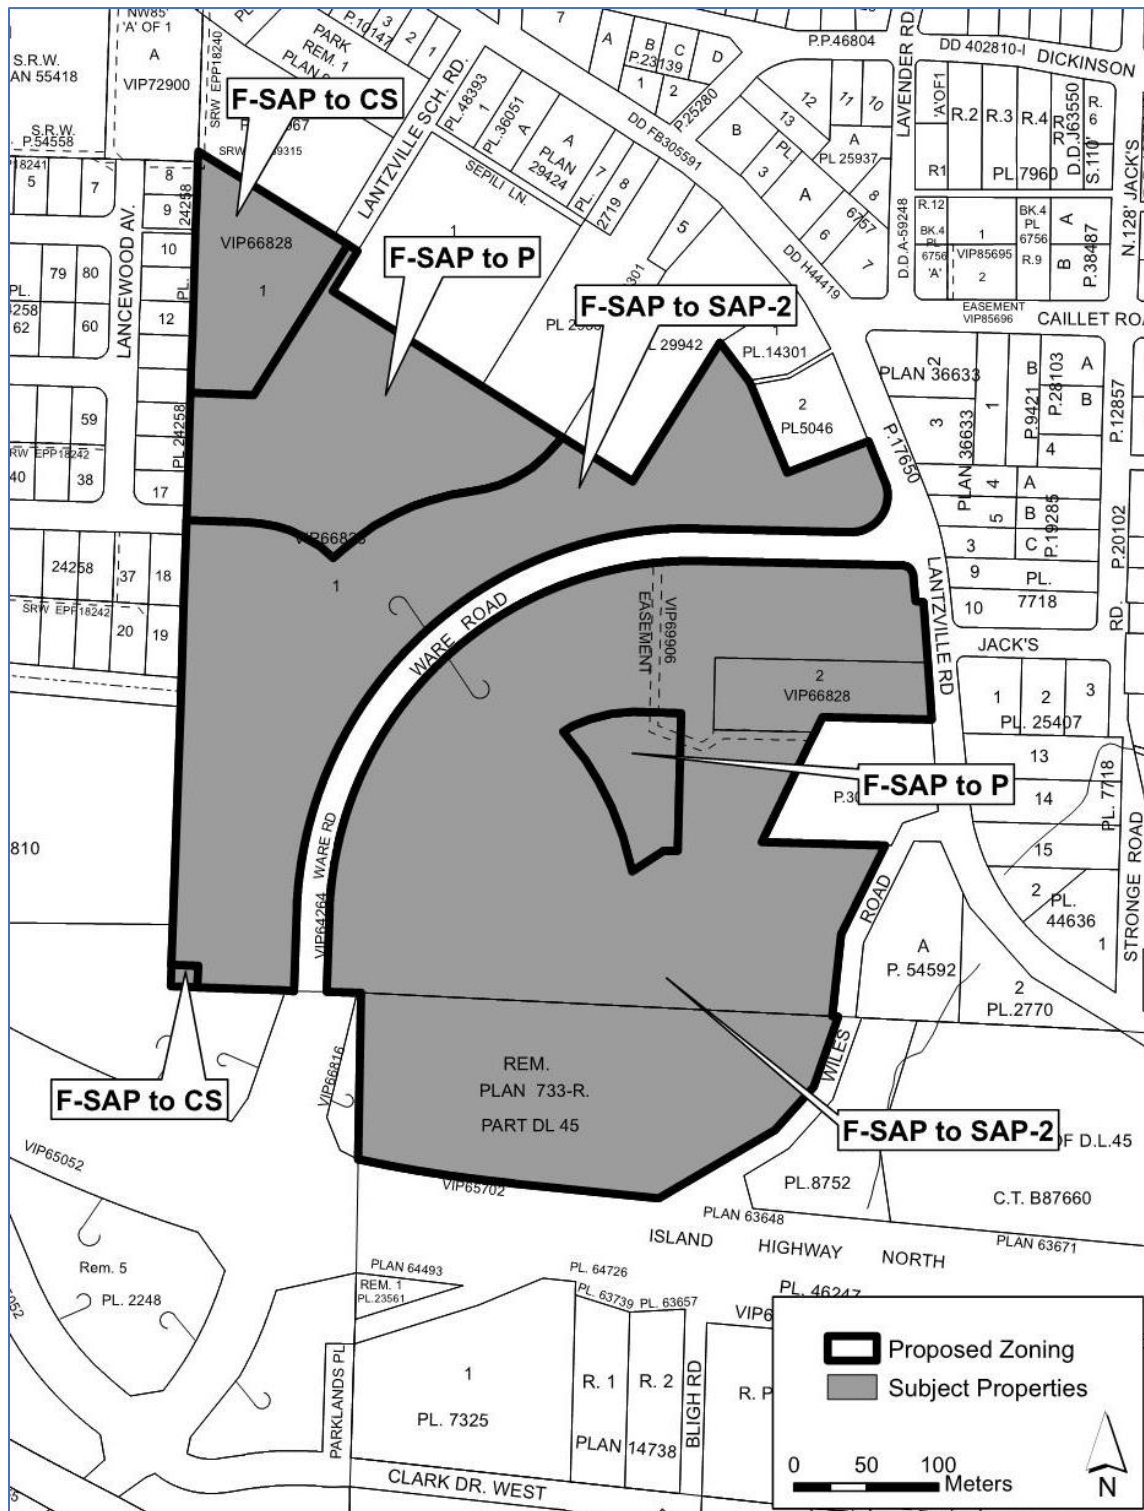 NW85'
'A' OF 1
A
VIP72900
S.R.W.
AN 55418
S.R.W.
P.54558
SRW EPP18240
P.10147
3
2
1
PARK
REM. 1
PLAN
F-SAP to CS
967
SRW
39315
LANTZVILLE SCH. RD.
P.48393
1
PL.36051
A
A
PLAN
29424
7
PL.
8
2719
SEPILI LN.
7
A
B
C
D
P.23139
1
2
P.25280
DD FB305591
P.P.46804
LAVENDER RD
DD 402810-I
DICKINSON
12
11
10
13
B
PL.
3
A
PL 25937
A
6
6757
8
7
'A'OF1
R.2
R.3
R.4
R1
PL 7960
R
R
D.D.J63550
R.
6
S.110'
N.128' JACK'S
R.12
BK.4
PL
6756
'A'
1
VIP85695
2
BK.4
PL
6756
R.9
A
B
P.38487
D.D.A-59248
DD H44419
EASEMENT
VIP85696
CAILLET ROA
18241
5
7
8
9
24258
10
PL.
12
LANCEWOOD AV.
79
80
PL.
4258
62
60
59
RW EPP18242
40
38
PL.24258
17
VIP66828
1
F-SAP to P
1
5
301
F-SAP to SAP-2
PL 29942
1
PL.14301
2
PL5046
P.17650
2
PLAN 36633
3
PLAN 36633
1
B
P.9421
P.28103
A
B
4
P.12857
4
A
5
B
3
C
P.19285
9
PL.
7718
10
P.20102
RD.
JACK'S
24258
37
18
SRW EPP18242
20
19
1
WARE ROAD
EASEMENT
VIP69906
2
VIP66828
LANTZVILLE RD
1
2
3
PL. 25407
13
14
15
PL. 7718
2
PL.
44636
1
STRONGE ROAD
F-SAP to P
P.30
810
VIP64264 WARE RD
ROAD
A
P. 54592
2
PL.2770
F-SAP to CS
VIP66816
REM.
PLAN 733-R.
PART DL 45
WILES
F-SAP to SAP-2
OF D.L.45
C.T. B87660
PL.8752
VIP65052
VIP65702
PLAN 63648
PLAN 63671
ISLAND HIGHWAY NORTH
Rem. 5
PL. 2248
PLAN 64493
REM. 1
PL.23561
PL. 64726
PL. 63739
PL. 63657
PL. 46247
VIP6
PARKLANDS PL
1
PL. 7325
R. 1
R. 2
PLAN 14738
BLIGH RD
R. P
CLARK DR. WEST
Proposed Zoning
Subject Properties
0 50 100
Meters
N